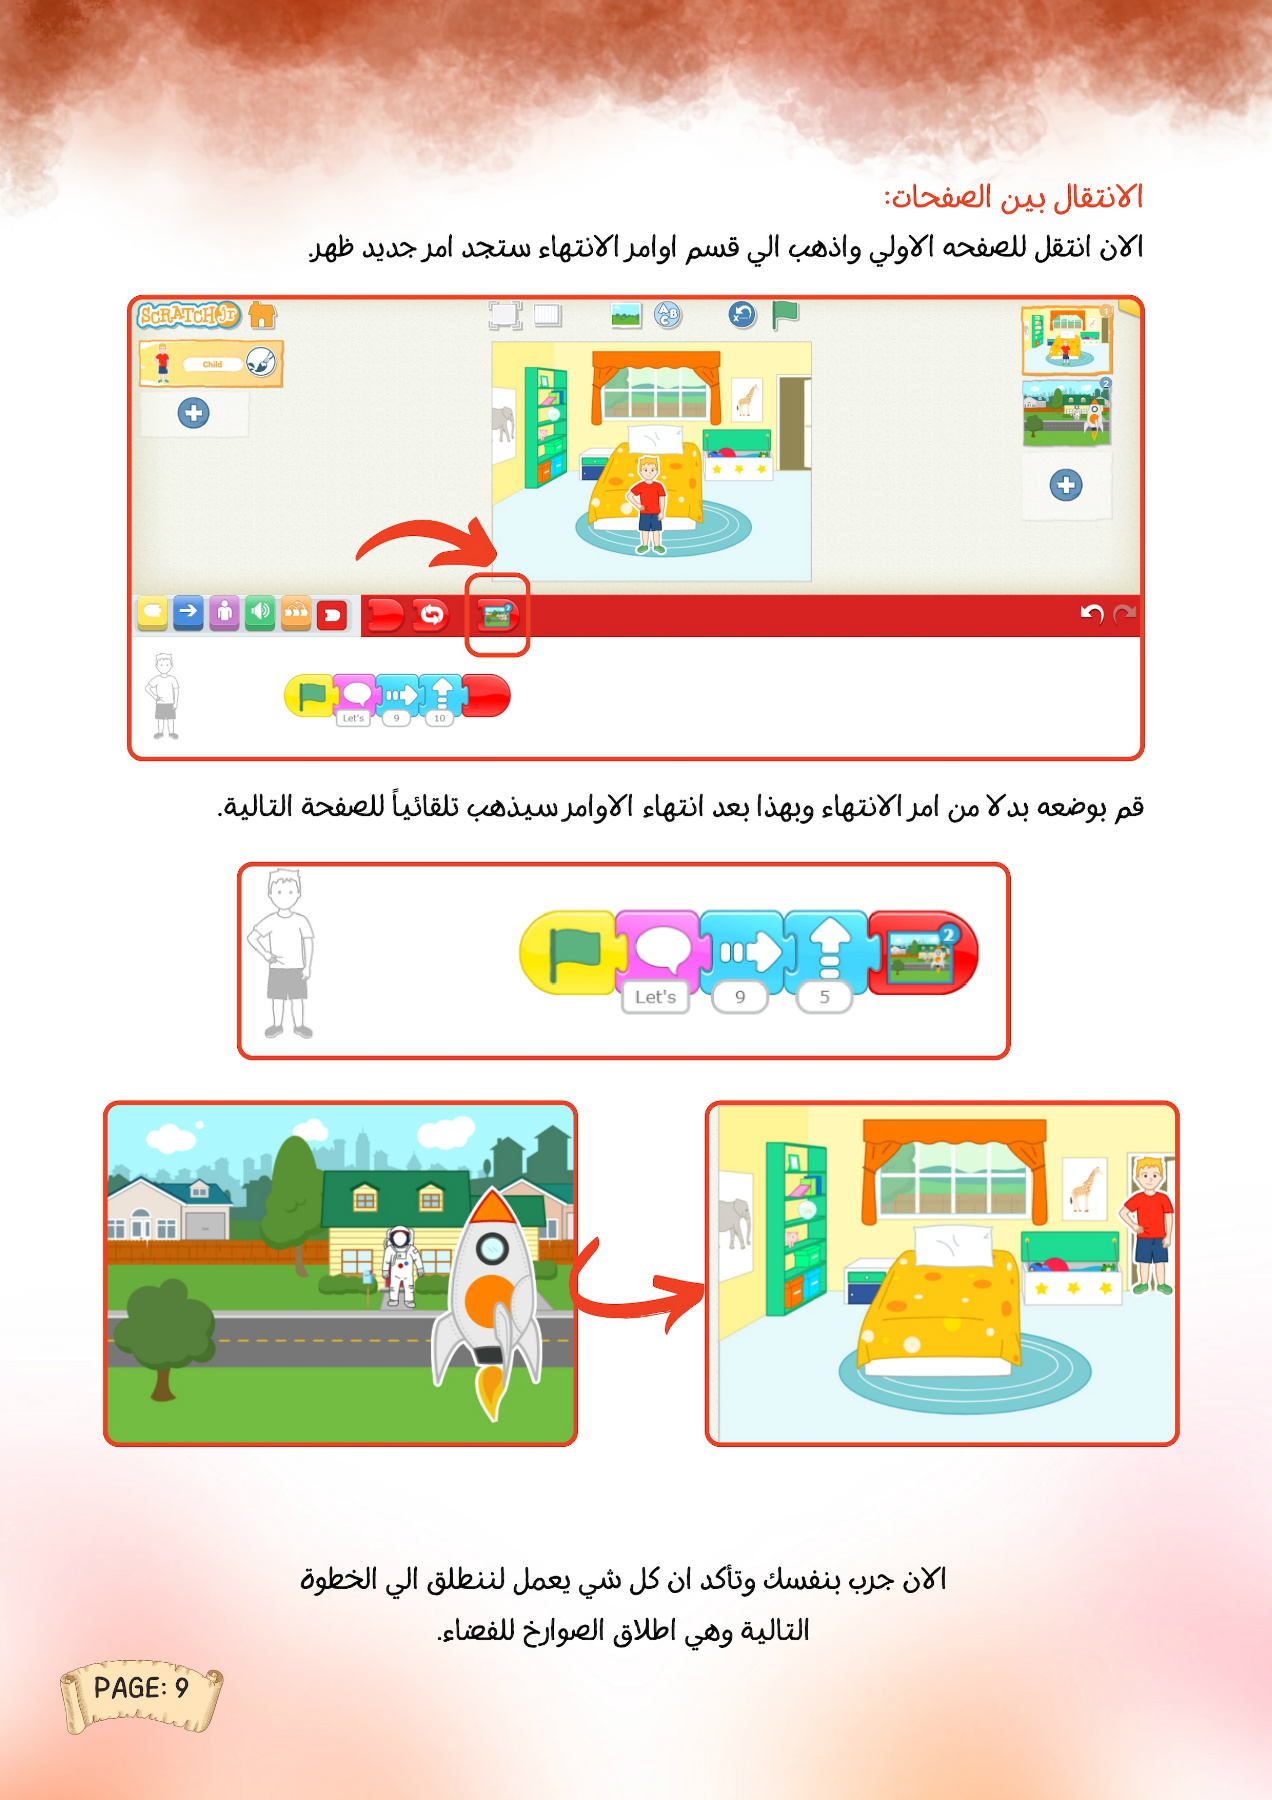 الانتقال بين الصفحات:
الان انتقل للصفحه الاولي واذهب الي قسم اوامر الانتهاء ستجد امر جديد ظهر.
SCRATCH Jr
1
Child
2
2
Let's 9 10
قم بوضعه بدلا من امر الانتهاء وبهذا بعد انتهاء الاوامر سيذهب تلقائياً للصفحة التالية.
2
Let's 9 5
الان جرب بنفسك وتأكد ان كل شي يعمل لننطلق الي الخطوة
التالية وهي اطلاق الصوارخ للفضاء.
PAGE: 9